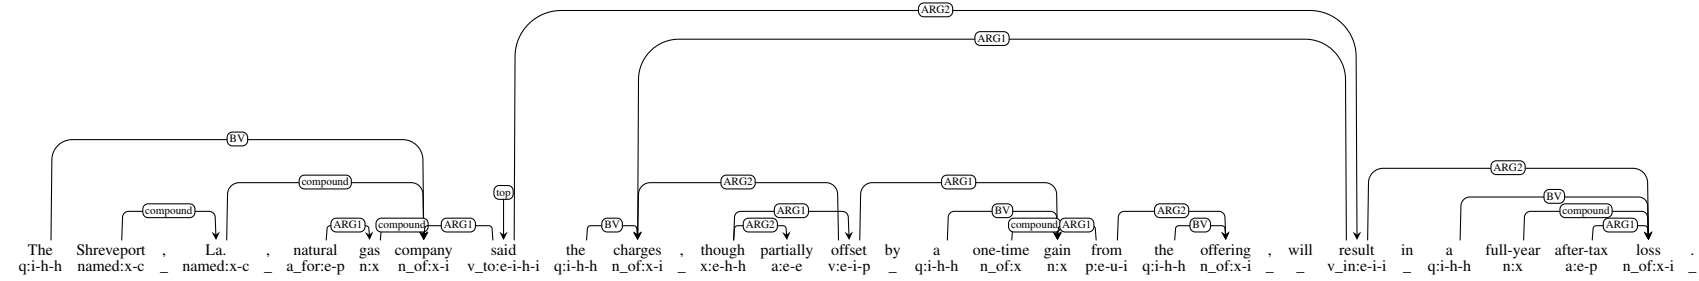 ARG2
ARG1
BV
ARG2
compound ARG2 ARG1
top BV
compound ARG1 BV ARG2 compound
ARG1 compound ARG1 BV ARG2 compound ARG1 BV ARG1
The Shreveport , La. , natural gas company said the charges , though partially offset by a one-time gain from the offering , will result in a full-year after-tax loss .
q:i-h-h named:x-c _ named:x-c _ a_for:e-p n:x n_of:x-i v_to:e-i-h-i q:i-h-h n_of:x-i _ x:e-h-h a:e-e v:e-i-p _ q:i-h-h n_of:x n:x p:e-u-i q:i-h-h n_of:x-i _ _ v_in:e-i-i _ q:i-h-h n:x a:e-p n_of:x-i _